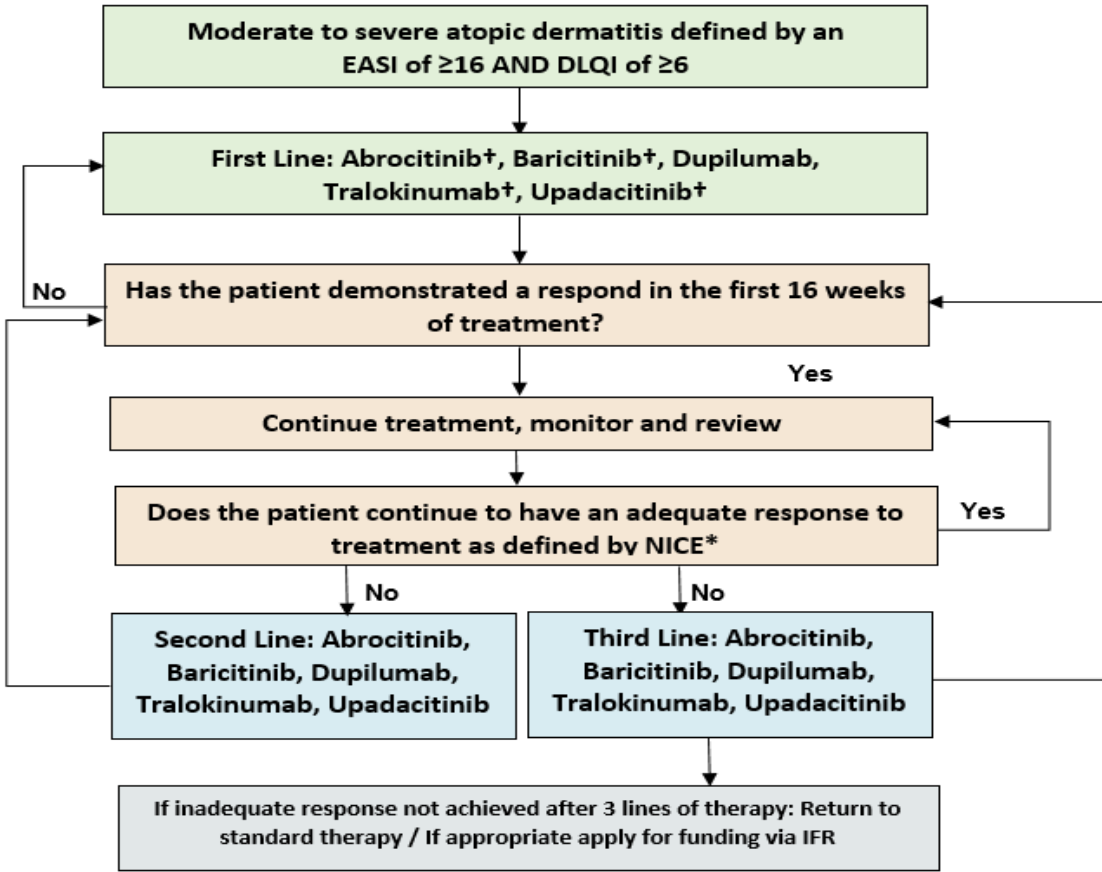 Moderate to severe atopic dermatitis defined by an
EASI of ≥16 AND DLQI of ≥6
First Line: Abrocitinib†, Baricitinib†, Dupilumab,
Tralokinumab†, Upadacitinib†
No
Has the patient demonstrated a respond in the first 16 weeks
of treatment?
Yes
Continue treatment, monitor and review
Does the patient continue to have an adequate response to
treatment as defined by NICE*
Yes
No
No
Second Line: Abrocitinib,
Baricitinib, Dupilumab,
Tralokinumab, Upadacitinib
Third Line: Abrocitinib,
Baricitinib, Dupilumab,
Tralokinumab, Upadacitinib
If inadequate response not achieved after 3 lines of therapy: Return to
standard therapy / If appropriate apply for funding via IFR